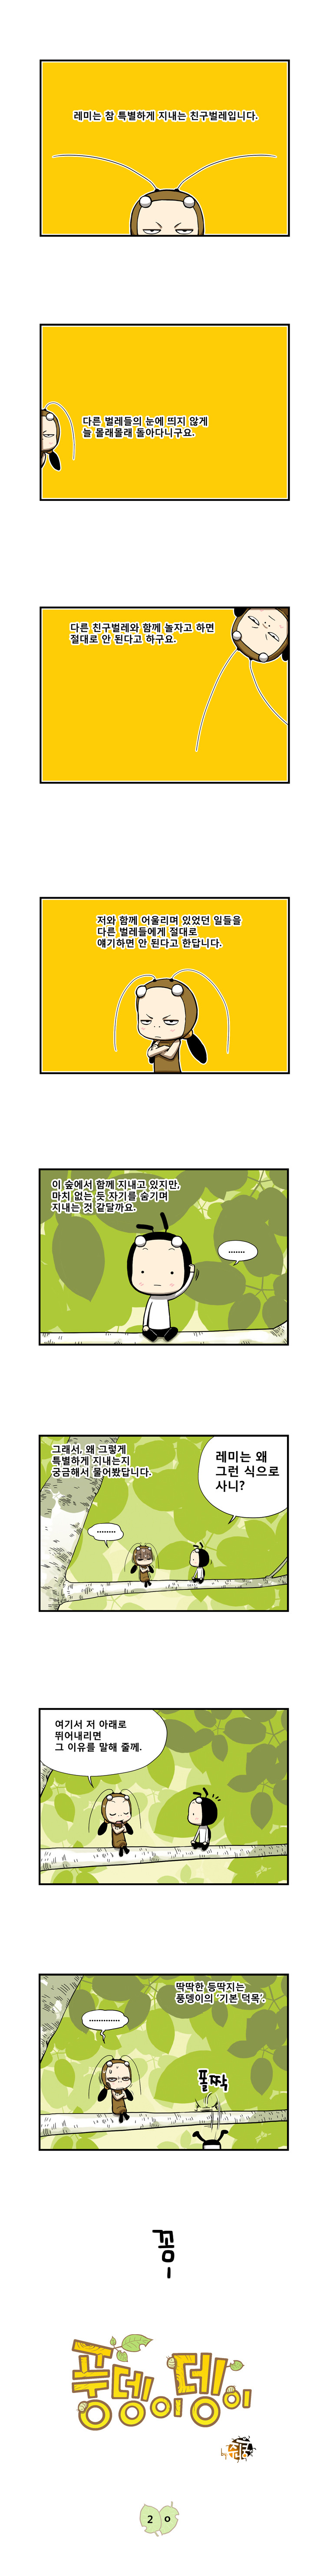 레미는 참 특별하게 지내는 친구벌레입니다.
다른 벌레들의 눈에 띄지 않게
늘 몰래몰래 돌아다니구요.
다른 친구벌레와 함께 놀자고 하면
절대로 안 된다고 하구요.
저와 함께 어울리며 있었던 일들을
다른 벌레들에게 절대로
얘기하면 안 된다고 한답니다.
이 숲에서 함께 지내고 있지만,
마치 없는 듯 자기를 숨기며
지내는 것 같달까요.
.......
그래서, 왜 그렇게
특별하게 지내는지
궁금해서 물어봤답니다.
레미는 왜
그런 식으로
사니?
........
여기서 저 아래로
뛰어내리면
그 이유를 말해 줄께.
딱딱한 등딱지는
풍뎅이의 '기본 덕목'.
.............
폴짝
꽁-
풍뎅이뎅이
20